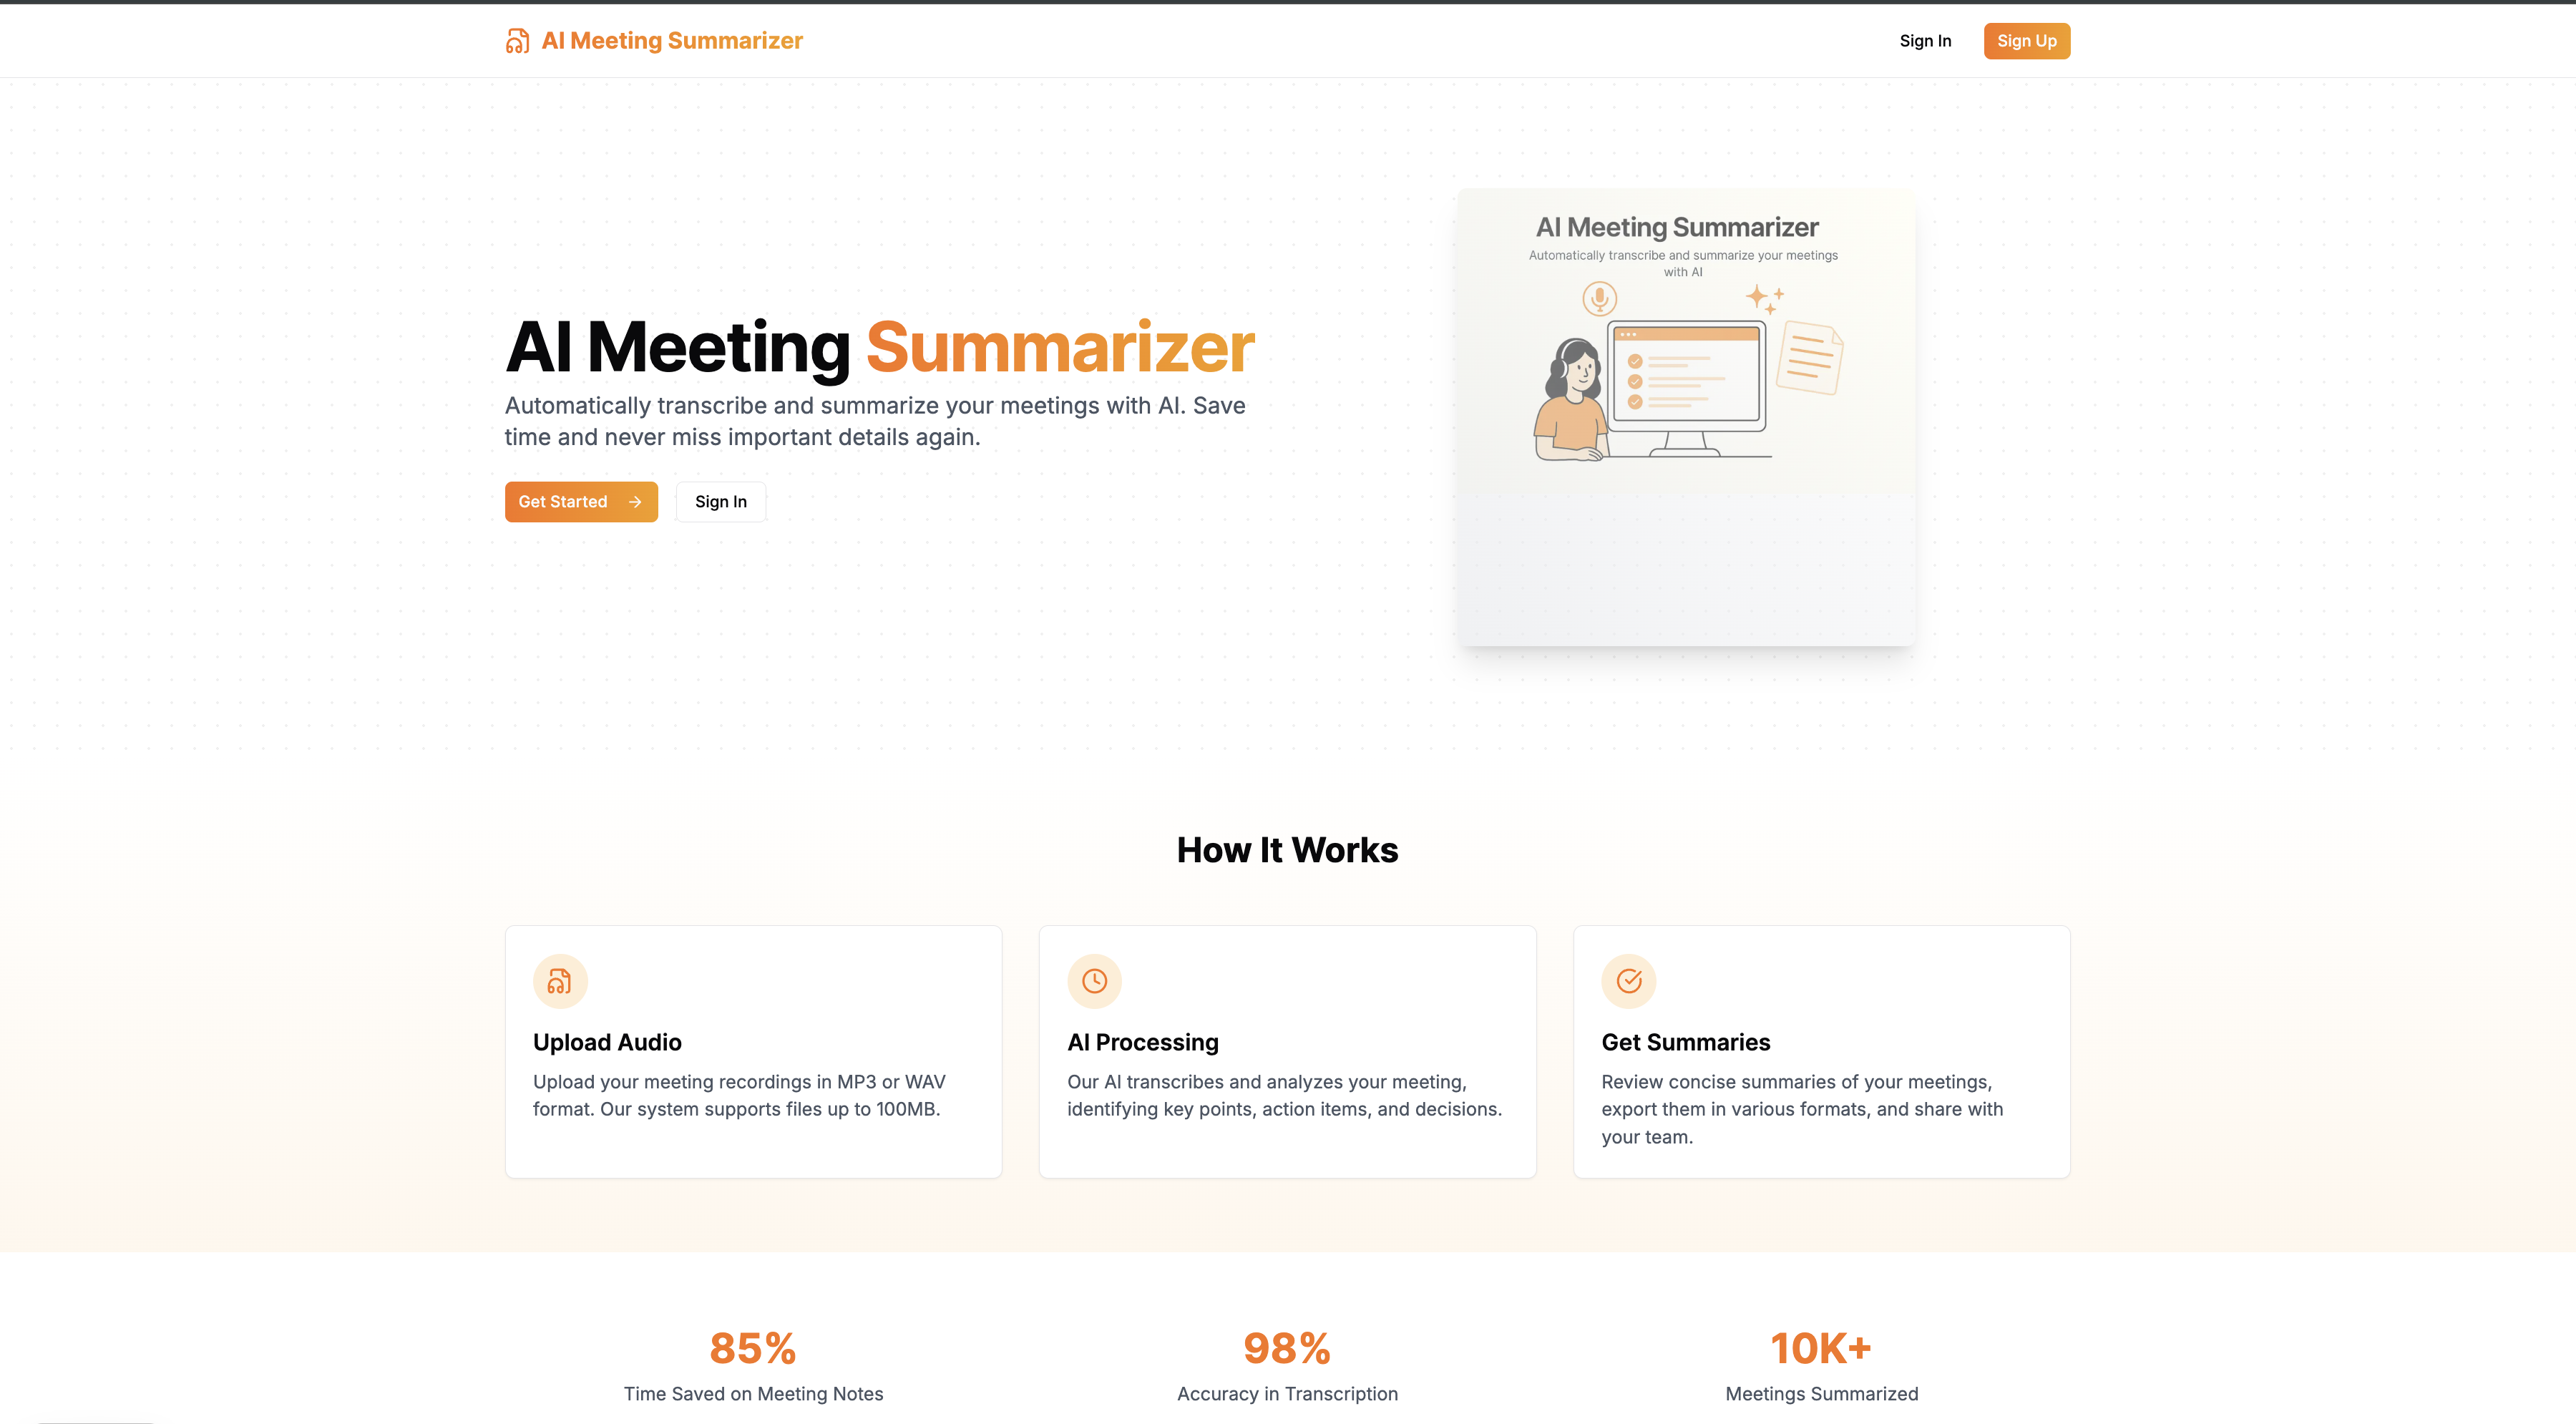 AI Meeting Summarizer
Sign In
Sign Up
AI Meeting Summarizer
Automatically transcribe and summarize your meetings with AI. Save
time and never miss important details again.
Get Started
Sign In
AI Meeting Summarizer
Automatically transcribe and summarize your meetings
with AI
How It Works
Upload Audio
Upload your meeting recordings in MP3 or WAV
format. Our system supports files up to 100MB.
AI Processing
Our AI transcribes and analyzes your meeting,
identifying key points, action items, and decisions.
Get Summaries
Review concise summaries of your meetings,
export them in various formats, and share with
your team.
85%
Time Saved on Meeting Notes
98%
Accuracy in Transcription
10K+
Meetings Summarized